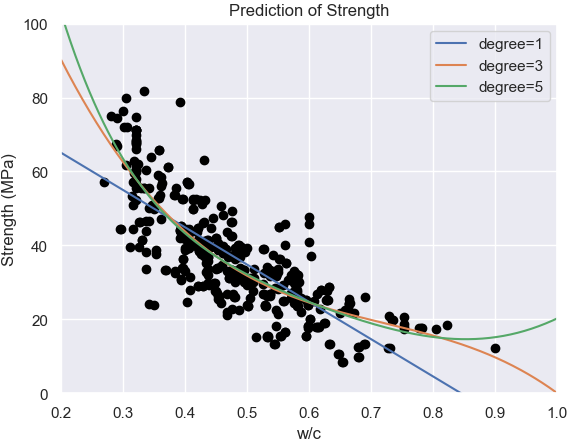 Prediction of Strength
degree=1
degree=3
degree=5
Strength (MPa)
100
80
60
40
20
0
0.2 0.3 0.4 0.5 0.6 0.7 0.8 0.9 1.0
w/c